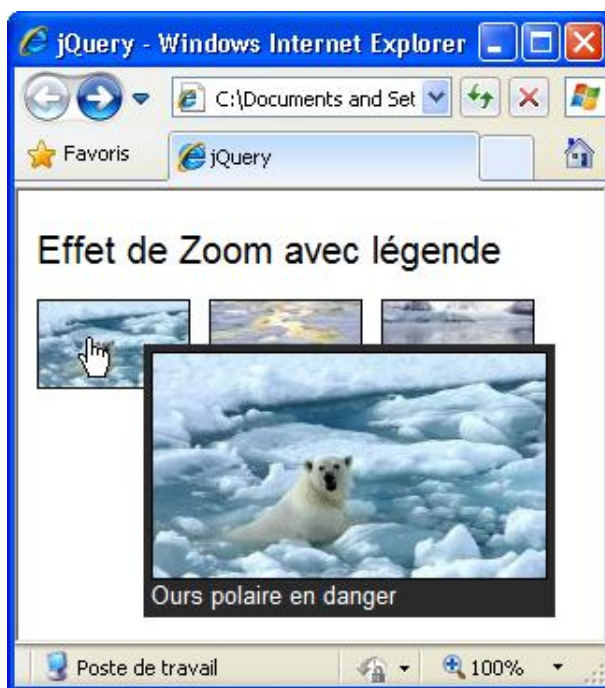 jQuery - Windows Internet Explorer
C:\Documents and Set
Favoris
jQuery
Effet de Zoom avec légende
Ours polaire en danger
Poste de travail
100%